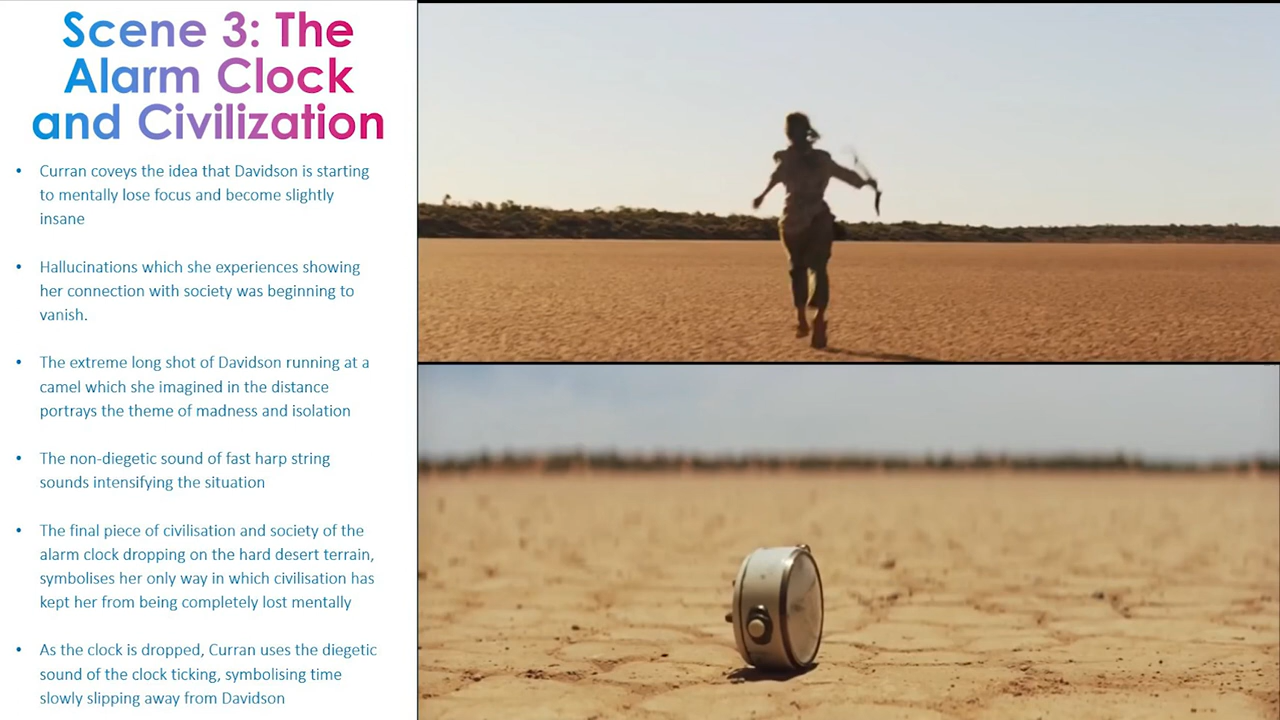 Scene 3: The
Alarm Clock
and Civilization
• Curran coveys the idea that Davidson is starting
to mentally lose focus and become slightly
insane
• Hallucinations which she experiences showing
her connection with society was beginning to
vanish.
• The extreme long shot of Davidson running at a
camel which she imagined in the distance
portrays the theme of madness and isolation
• The non-diegetic sound of fast harp string
sounds intensifying the situation
• The final piece of civilisation and society of the
alarm clock dropping on the hard desert terrain,
symbolises her only way in which civilisation has
kept her from being completely lost mentally
• As the clock is dropped, Curran uses the diegetic
sound of the clock ticking, symbolising time
slowly slipping away from Davidson